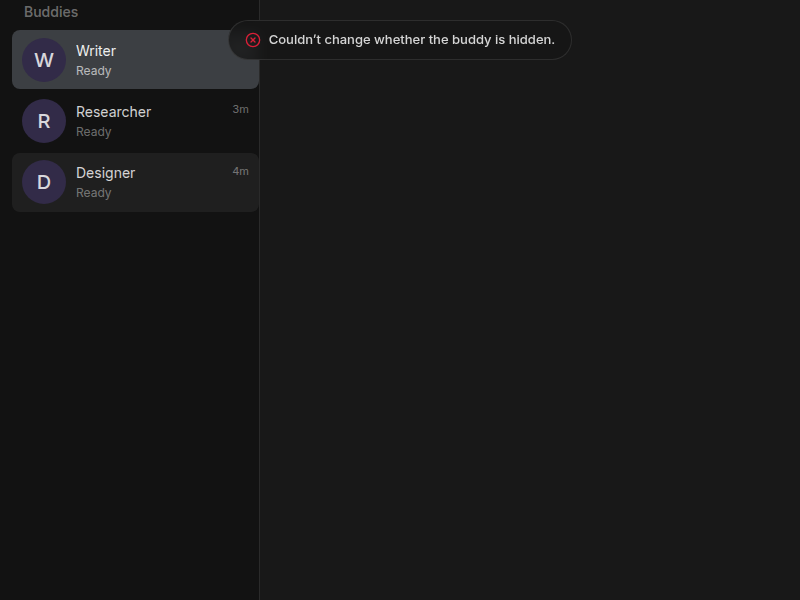 Buddies
Couldn't change whether the buddy is hidden.
W
Writer
Ready
R
Researcher
3m
Ready
D
Designer
4m
Ready